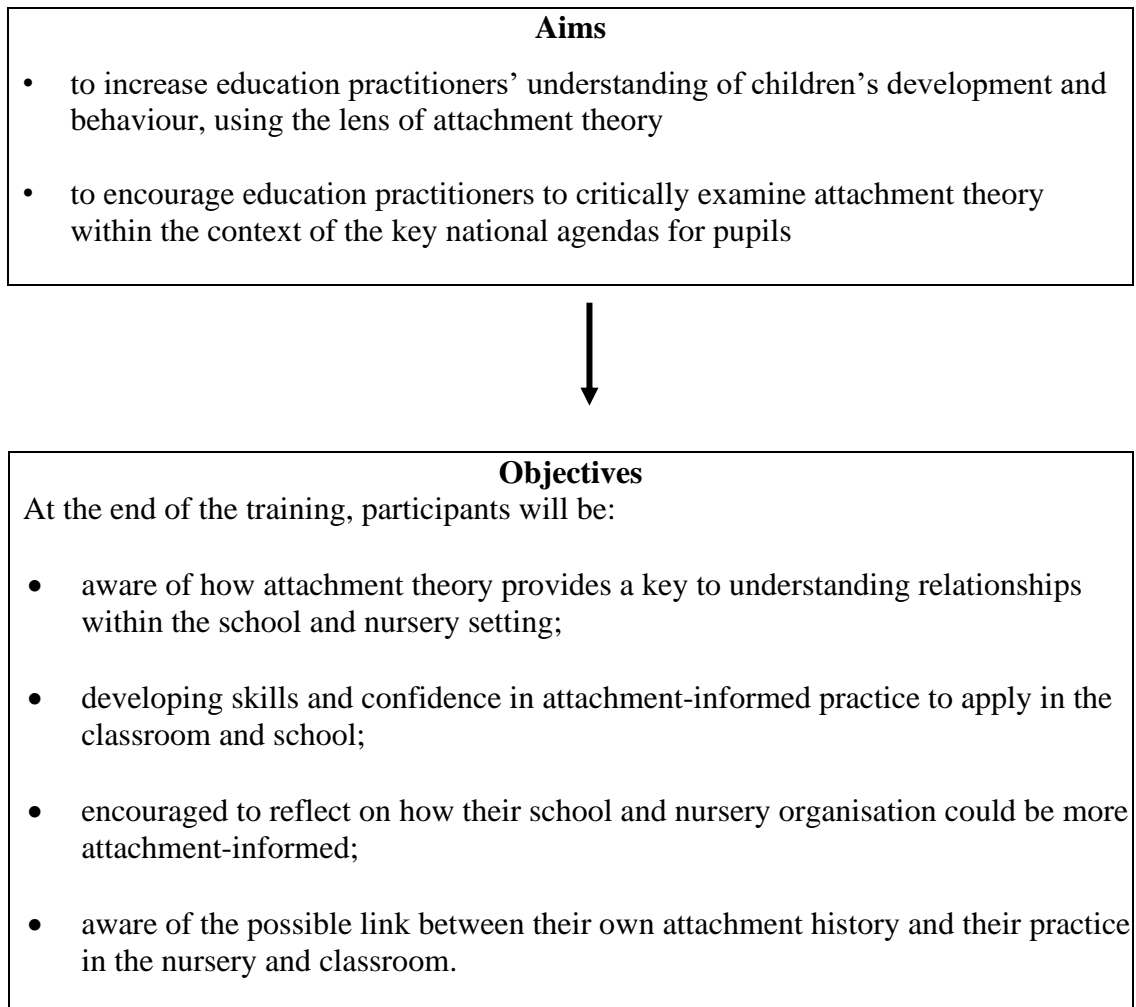 Aims
• to increase education practitioners’ understanding of children’s development and
behaviour, using the lens of attachment theory
• to encourage education practitioners to critically examine attachment theory
within the context of the key national agendas for pupils
Objectives
At the end of the training, participants will be:
• aware of how attachment theory provides a key to understanding relationships
within the school and nursery setting;
• developing skills and confidence in attachment-informed practice to apply in the
classroom and school;
• encouraged to reflect on how their school and nursery organisation could be more
attachment-informed;
• aware of the possible link between their own attachment history and their practice
in the nursery and classroom.